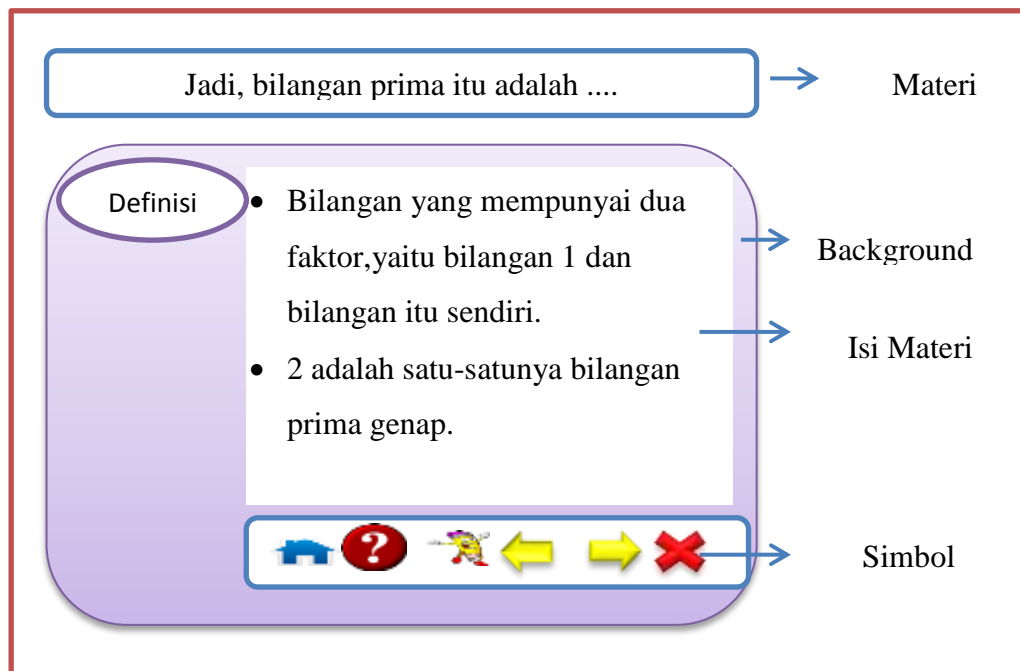 Jadi, bilangan prima itu adalah ....
Materi
Definisi
• Bilangan yang mempunyai dua
faktor,yaitu bilangan 1 dan
bilangan itu sendiri.
• 2 adalah satu-satunya bilangan
prima genap.
Background
Isi Materi
?
Simbol